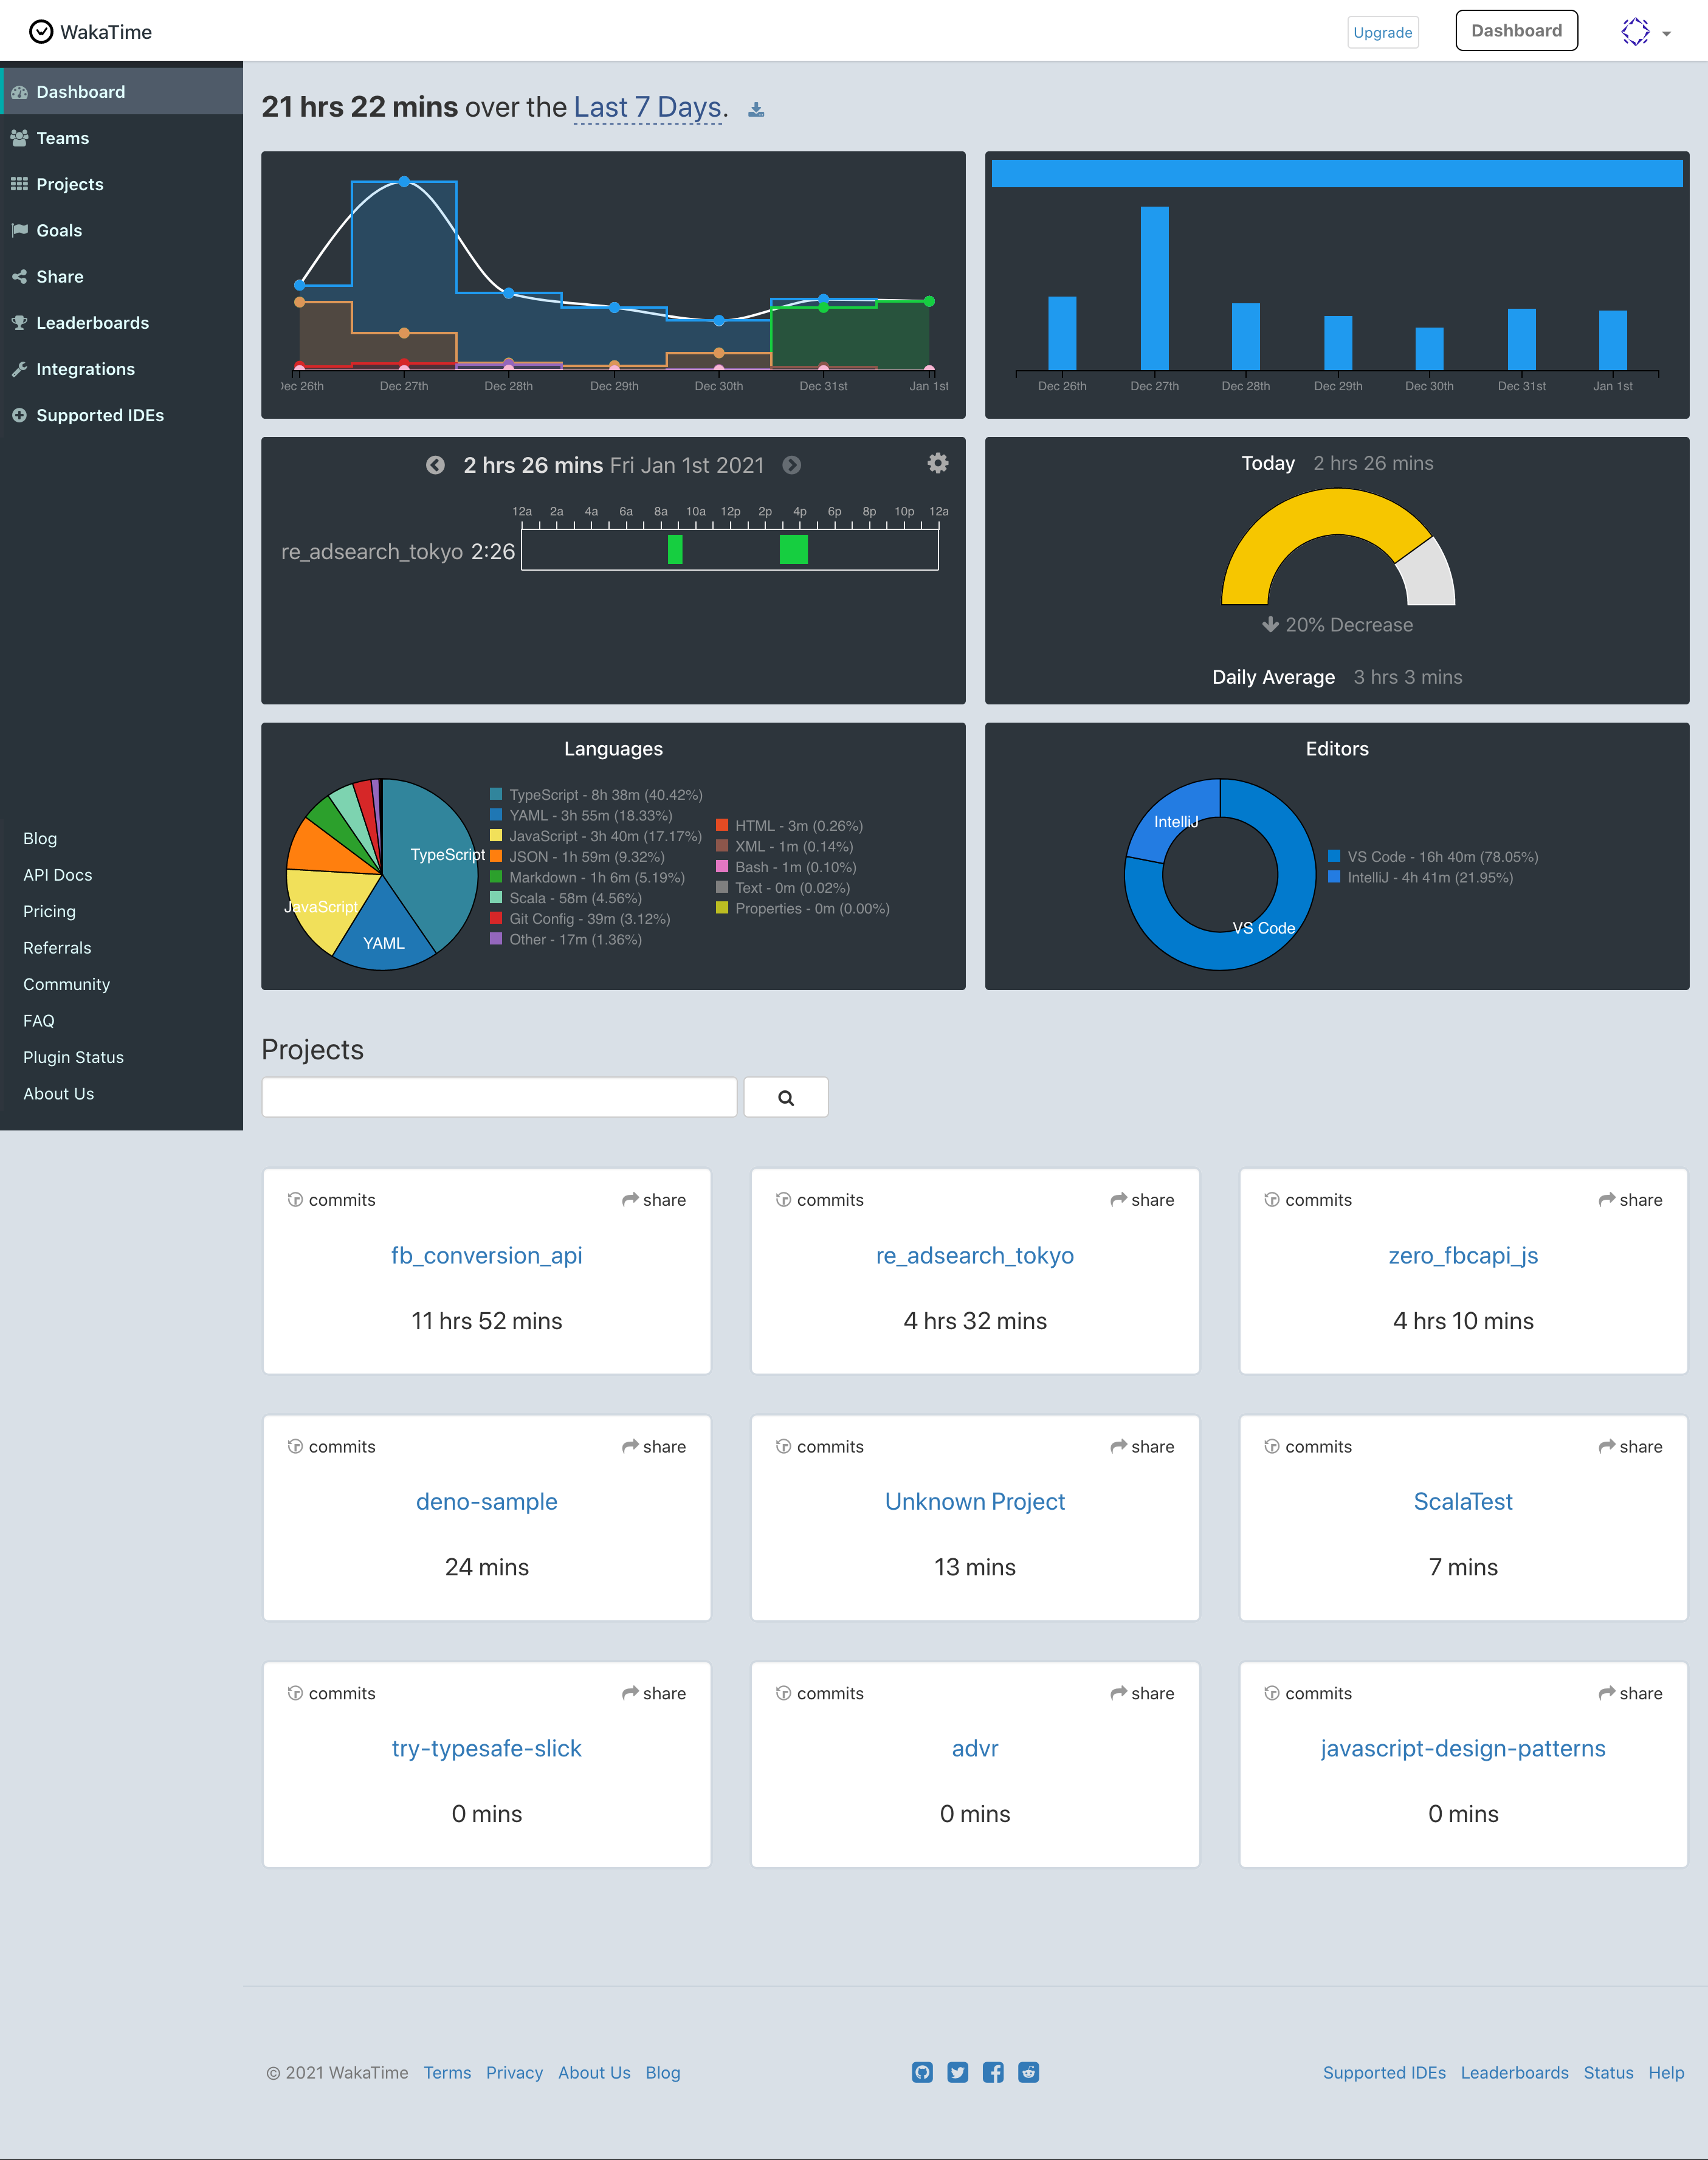 WakaTime
Upgrade
Dashboard
Dashboard
Teams
Projects
Goals
Share
Leaderboards
Integrations
Supported IDEs
Blog
API Docs
Pricing
Referrals
Community
FAQ
Plugin Status
About Us
21 hrs 22 mins over the Last 7 Days.
ec 26th Dec 27th Dec 28th Dec 29th Dec 30th Dec 31st Jan 1st
Dec 26th Dec 27th Dec 28th Dec 29th Dec 30th Dec 31st Jan 1st
2 hrs 26 mins Fri Jan 1st 2021
12a 2a 4a 6a 8a 10a 12p 2p 4p 6p 8p 10p 12a
re_adsearch_tokyo 2:26
Today 2 hrs 26 mins
20% Decrease
Daily Average 3 hrs 3 mins
Languages
TypeScript
JavaScript
YAML
TypeScript - 8h 38m (40.42%)
YAML - 3h 55m (18.33%)
JavaScript - 3h 40m (17.17%)
JSON - 1h 59m (9.32%)
Markdown - 1h 6m (5.19%)
Scala - 58m (4.56%)
Git Config - 39m (3.12%)
Other - 17m (1.36%)
HTML - 3m (0.26%)
XML - 1m (0.14%)
Bash - 1m (0.10%)
Text - 0m (0.02%)
Properties - 0m (0.00%)
Editors
IntelliJ
VS Code
VS Code - 16h 40m (78.05%)
IntelliJ - 4h 41m (21.95%)
Projects
commits share
fb_conversion_api
11 hrs 52 mins
commits share
re_adsearch_tokyo
4 hrs 32 mins
commits share
zero_fbcapi_js
4 hrs 10 mins
commits share
deno-sample
24 mins
commits share
Unknown Project
13 mins
commits share
ScalaTest
7 mins
commits share
try-typesafe-slick
0 mins
commits share
advr
0 mins
commits share
javascript-design-patterns
0 mins
© 2021 WakaTime Terms Privacy About Us Blog
Supported IDEs Leaderboards Status Help